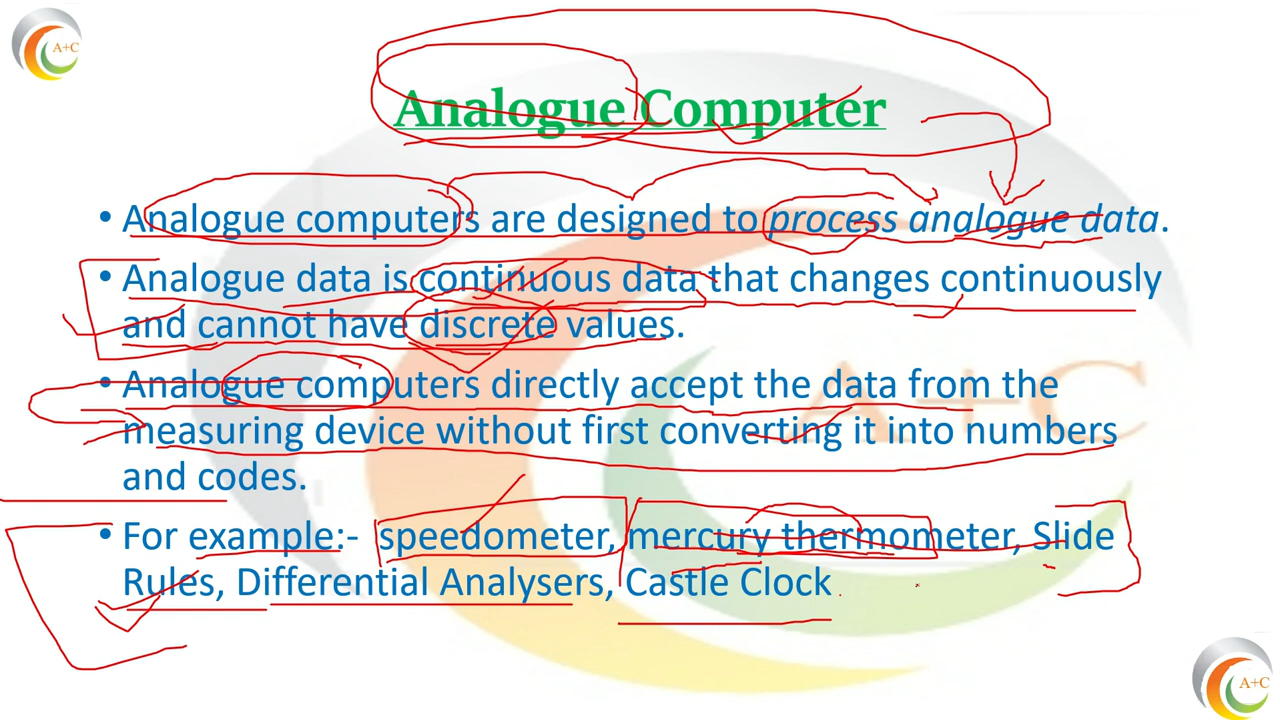 A+C
Analogue Computer
• Analogue computers are designed to process analogue data.
• Analogue data is continuous data that changes continuously
and cannot have discrete values.
• Analogue computers directly accept the data from the
measuring device without first converting it into numbers
and codes.
• For example:- speedometer, mercury thermometer, Slide
Rules, Differential Analysers, Castle Clock
A+C
A+C